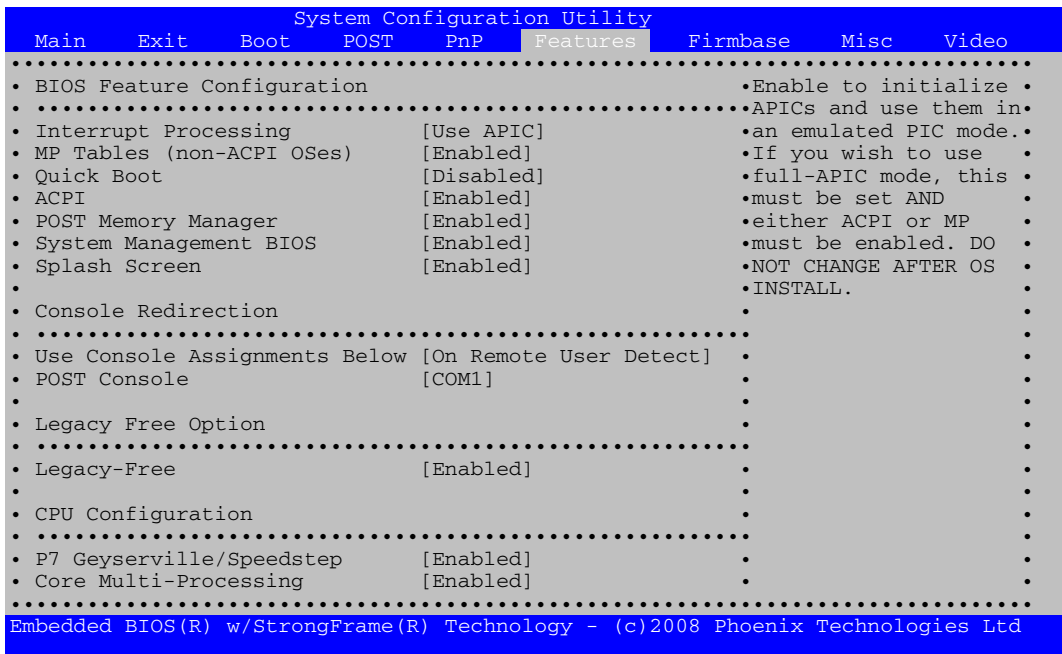 System Configuration Utility
Main Exit Boot POST PnP Features Firmbase Misc Video
BIOS Feature Configuration
Interrupt Processing [Use APIC]
MP Tables (non-ACPI OSes) [Enabled]
Quick Boot [Disabled]
ACPI [Enabled]
POST Memory Manager [Enabled]
System Management BIOS [Enabled]
Splash Screen [Enabled]
Console Redirection
Use Console Assignments Below [On Remote User Detect]
POST Console [COM1]
Legacy Free Option
Legacy-Free [Enabled]
CPU Configuration
P7 Geyserville/Speedstep [Enabled]
Core Multi-Processing [Enabled]
Enable to initialize
APICs and use them in
an emulated PIC mode.
If you wish to use
full-APIC mode, this
must be set AND
either ACPI or MP
must be enabled. DO
NOT CHANGE AFTER OS
INSTALL.
Embedded BIOS(R) w/StrongFrame(R) Technology - (c)2008 Phoenix Technologies Ltd